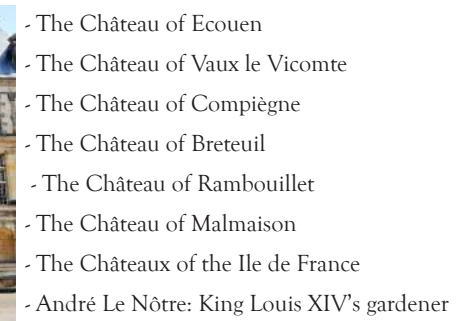 - The Château of Ecouen
- The Château of Vaux le Vicomte
- The Château of Compiègne
- The Château of Breteuil
- The Château of Rambouillet
- The Château of Malmaison
- The Châteaux of the Ile de France
- André Le Nôtre: King Louis XIV's gardener